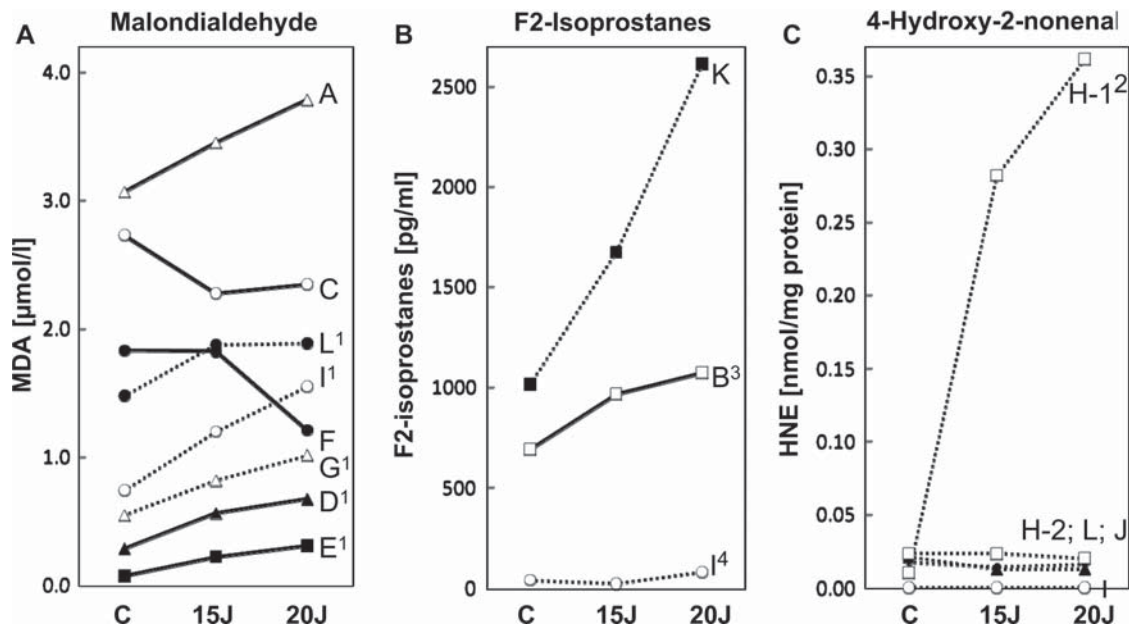 A Malondialdehyde
MDA [µmol/l]
4.0
3.0
2.0
1.0
0.0
A
C
L¹
I¹
F
G¹
D¹
E¹
C 15J 20J
B F2-Isoprostanes
F2-isoprostanes [pg/ml]
2500
2000
1500
1000
500
0
K
B³
I⁴
C 15J 20J
C 4-Hydroxy-2-nonenal
HNE [nmol/mg protein]
0.35
0.30
0.25
0.20
0.15
0.10
0.05
0.00
H-1²
H-2; L; J
I
C 15J 20J